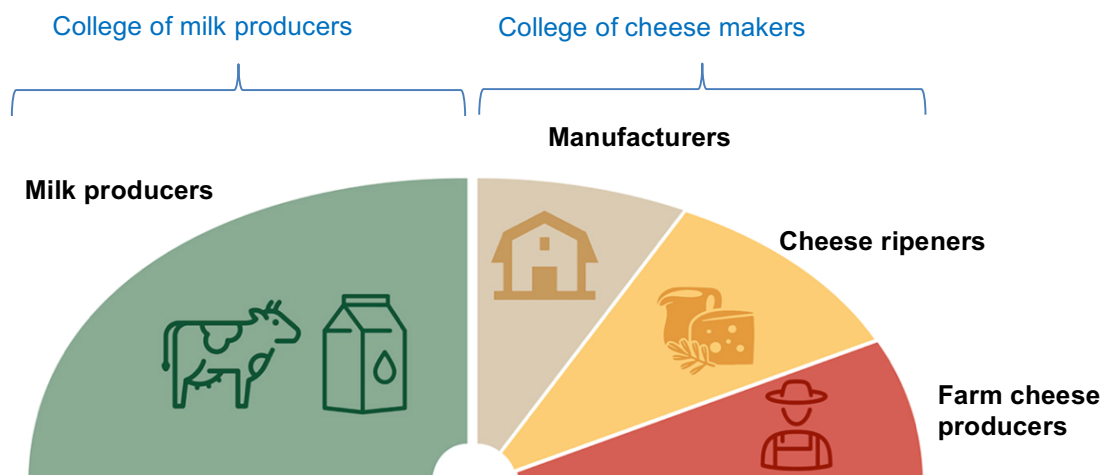 College of milk producers
College of cheese makers
Manufacturers
Milk producers
Cheese ripeners
Farm cheese
producers